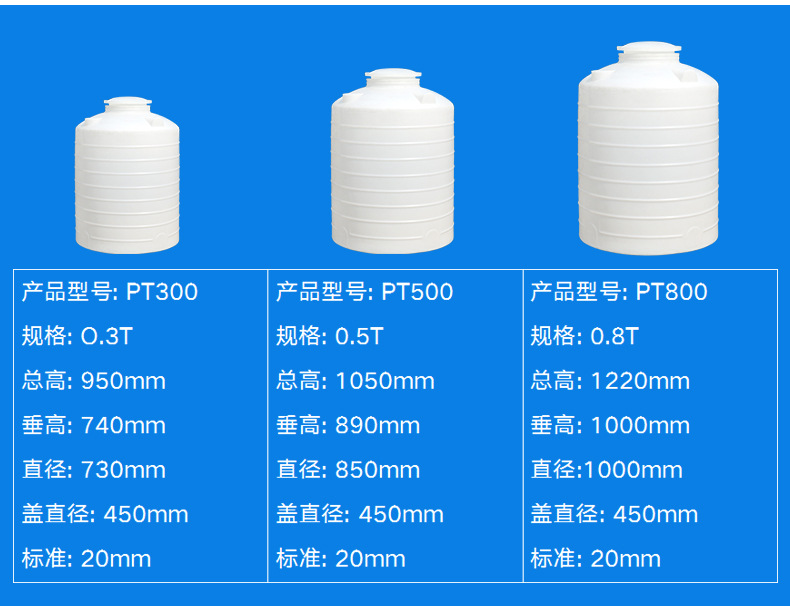 产品型号: PT300
规格: O.3T
总高: 950mm
垂高: 740mm
直径: 730mm
盖直径: 450mm
标准: 20mm
产品型号: PT500
规格: 0.5T
总高: 1050mm
垂高: 890mm
直径: 850mm
盖直径: 450mm
标准: 20mm
产品型号: PT800
规格: 0.8T
总高: 1220mm
垂高: 1000mm
直径:1000mm
盖直径: 450mm
标准: 20mm